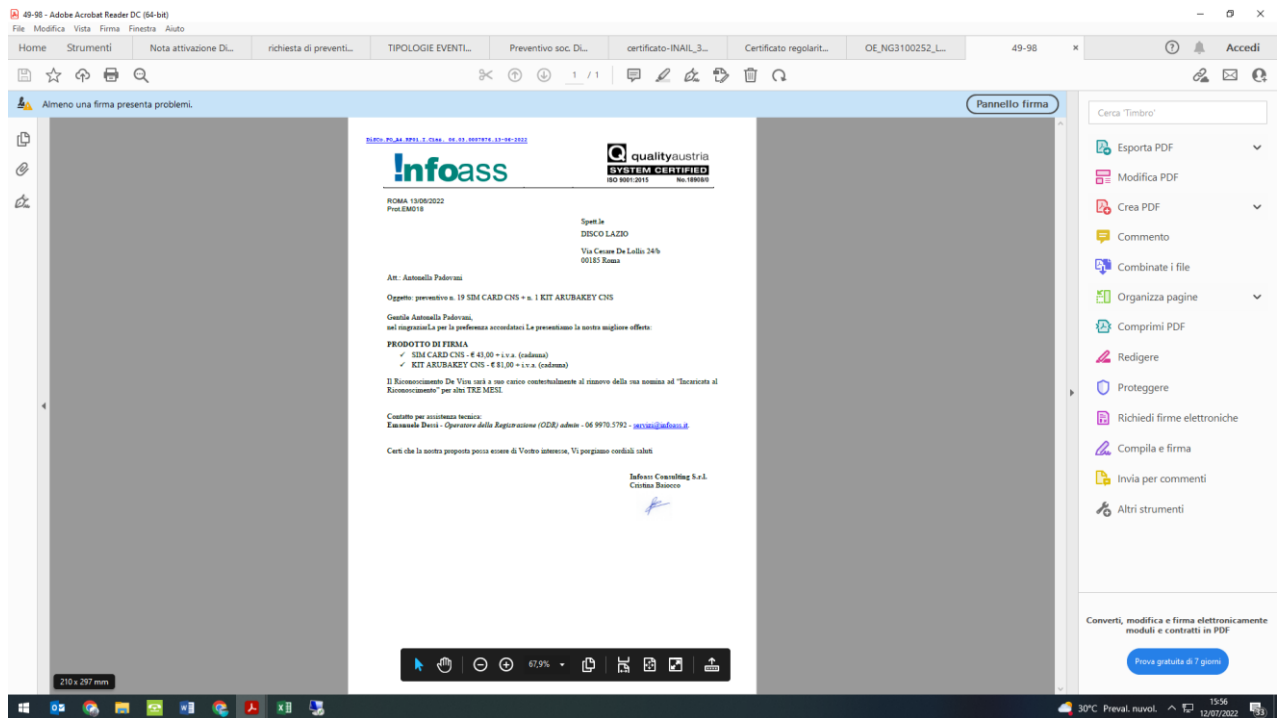 49-98 - Adobe Acrobat Reader DC (64-bit)
File Modifica Vista Firma Finestra Aiuto
Home Strumenti Nota attivazione Di... richiesta di preventi... TIPOLOGIE EVENTI... Preventivo soc. Di... certificato-INAIL_3... Certificato regolarit... OE_NG3100252_L... 49-98 × Accedi
1 / 1
Almeno una firma presenta problemi. Pannello firma
Cerca 'Timbro'
Esporta PDF
Modifica PDF
Crea PDF
Commento
Combinate i file
Organizza pagine
Comprimi PDF
Redigere
Proteggere
Richiedi firme elettroniche
Compila e firma
Invia per commenti
Altri strumenti
Converti, modifica e firma elettronicamente
moduli e contratti in PDF
Prova gratuita di 7 giorni
!nfoass
Q qualityaustria
SYSTEM CERTIFIED
ISO 9001:2015 No.18908/0
ROMA 13/06/2022
Prot.EM018
Spett.le
DISCO LAZIO
Via Cesare De Lollis 24/b
00185 Roma
Att.: Antonella Padovani
Oggetto: preventivo n. 19 SIM CARD CNS + n. 1 KIT ARUBAKEY CNS
Gentile Antonella Padovani,
nel ringraziarLa per la preferenza accordataci Le presentiamo la nostra migliore offerta:
PRODOTTO DI FIRMA
✓ SIM CARD CNS - € 43,00 + i.v.a. (cadauna)
✓ KIT ARUBAKEY CNS - € 81,00 + i.v.a. (cadauna)
Il Riconoscimento De Visu sarà a suo carico contestualmente al rinnovo della sua nomina ad "Incaricata al
Riconoscimento" per altri TRE MESI.
Contatto per assistenza tecnica:
Emanuele Dessì - Operatore della Registrazione (ODR) admin - 06 9970.5792 - servizi@infoass.it.
Certi che la nostra proposta possa essere di Vostro interesse, Vi porgiamo cordiali saluti
Infoass Consulting S.r.l.
Cristina Baiocco
67,9%
210 x 297 mm
30°C Preval. nuvol. 15:56
12/07/2022